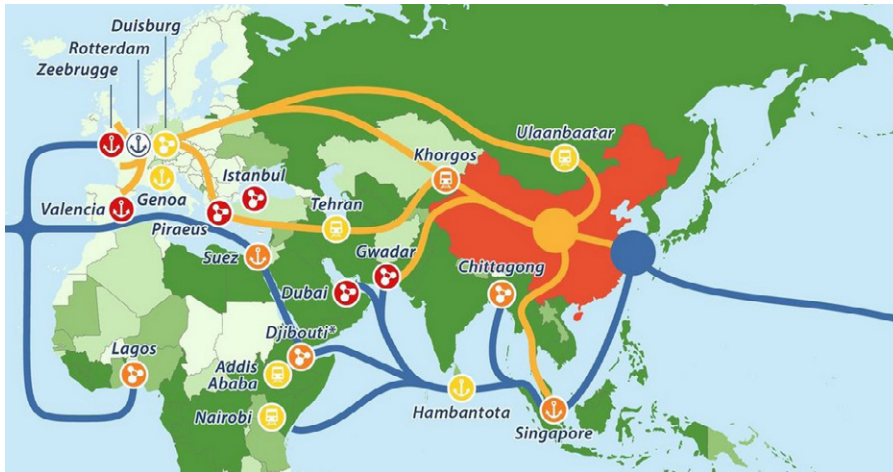 Duisburg
Rotterdam
Zeebrugge
Ulaanbaatar
Khorgos
Istanbul
Genoa
Tehran
Valencia
Piraeus
Gwadar
Suez
Chittagong
Dubai
Djibouti*
Lagos
Addis
Ababa
Nairobi
Hambantota
Singapore